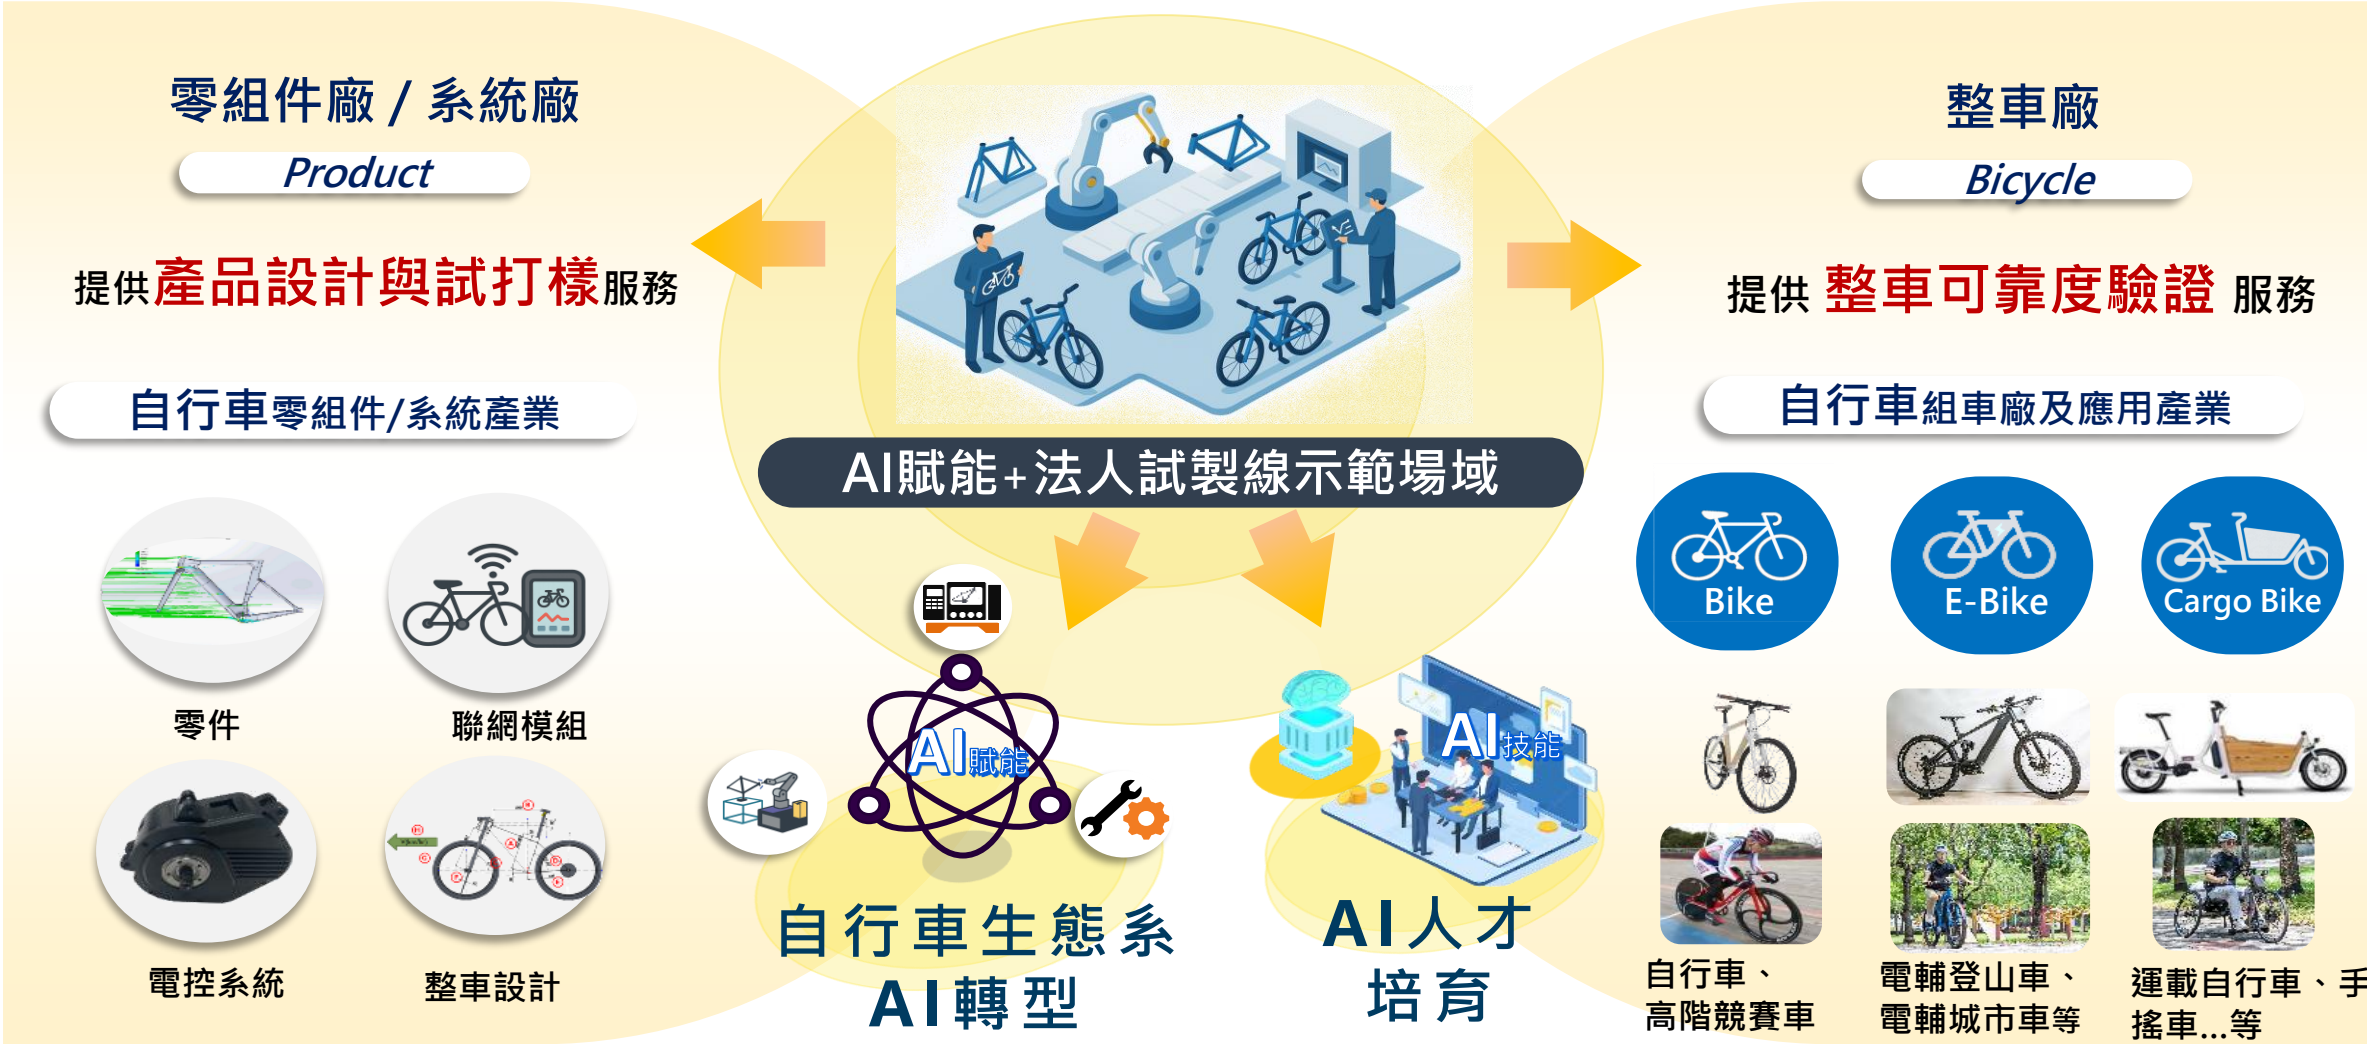 零組件廠 / 系統廠
Product
提供產品設計與試打樣服務
自行車零組件/系統產業
零件
聯網模組
電控系統
整車設計
AI賦能+法人試製線示範場域
AI賦能
自行車生態系
AI轉型
AI技能
AI人才
培育
整車廠
Bicycle
提供 整車可靠度驗證 服務
自行車組車廠及應用產業
Bike
E-Bike
Cargo Bike
自行車、
高階競賽車
電輔登山車、
電輔城市車等
運載自行車、手
搖車...等